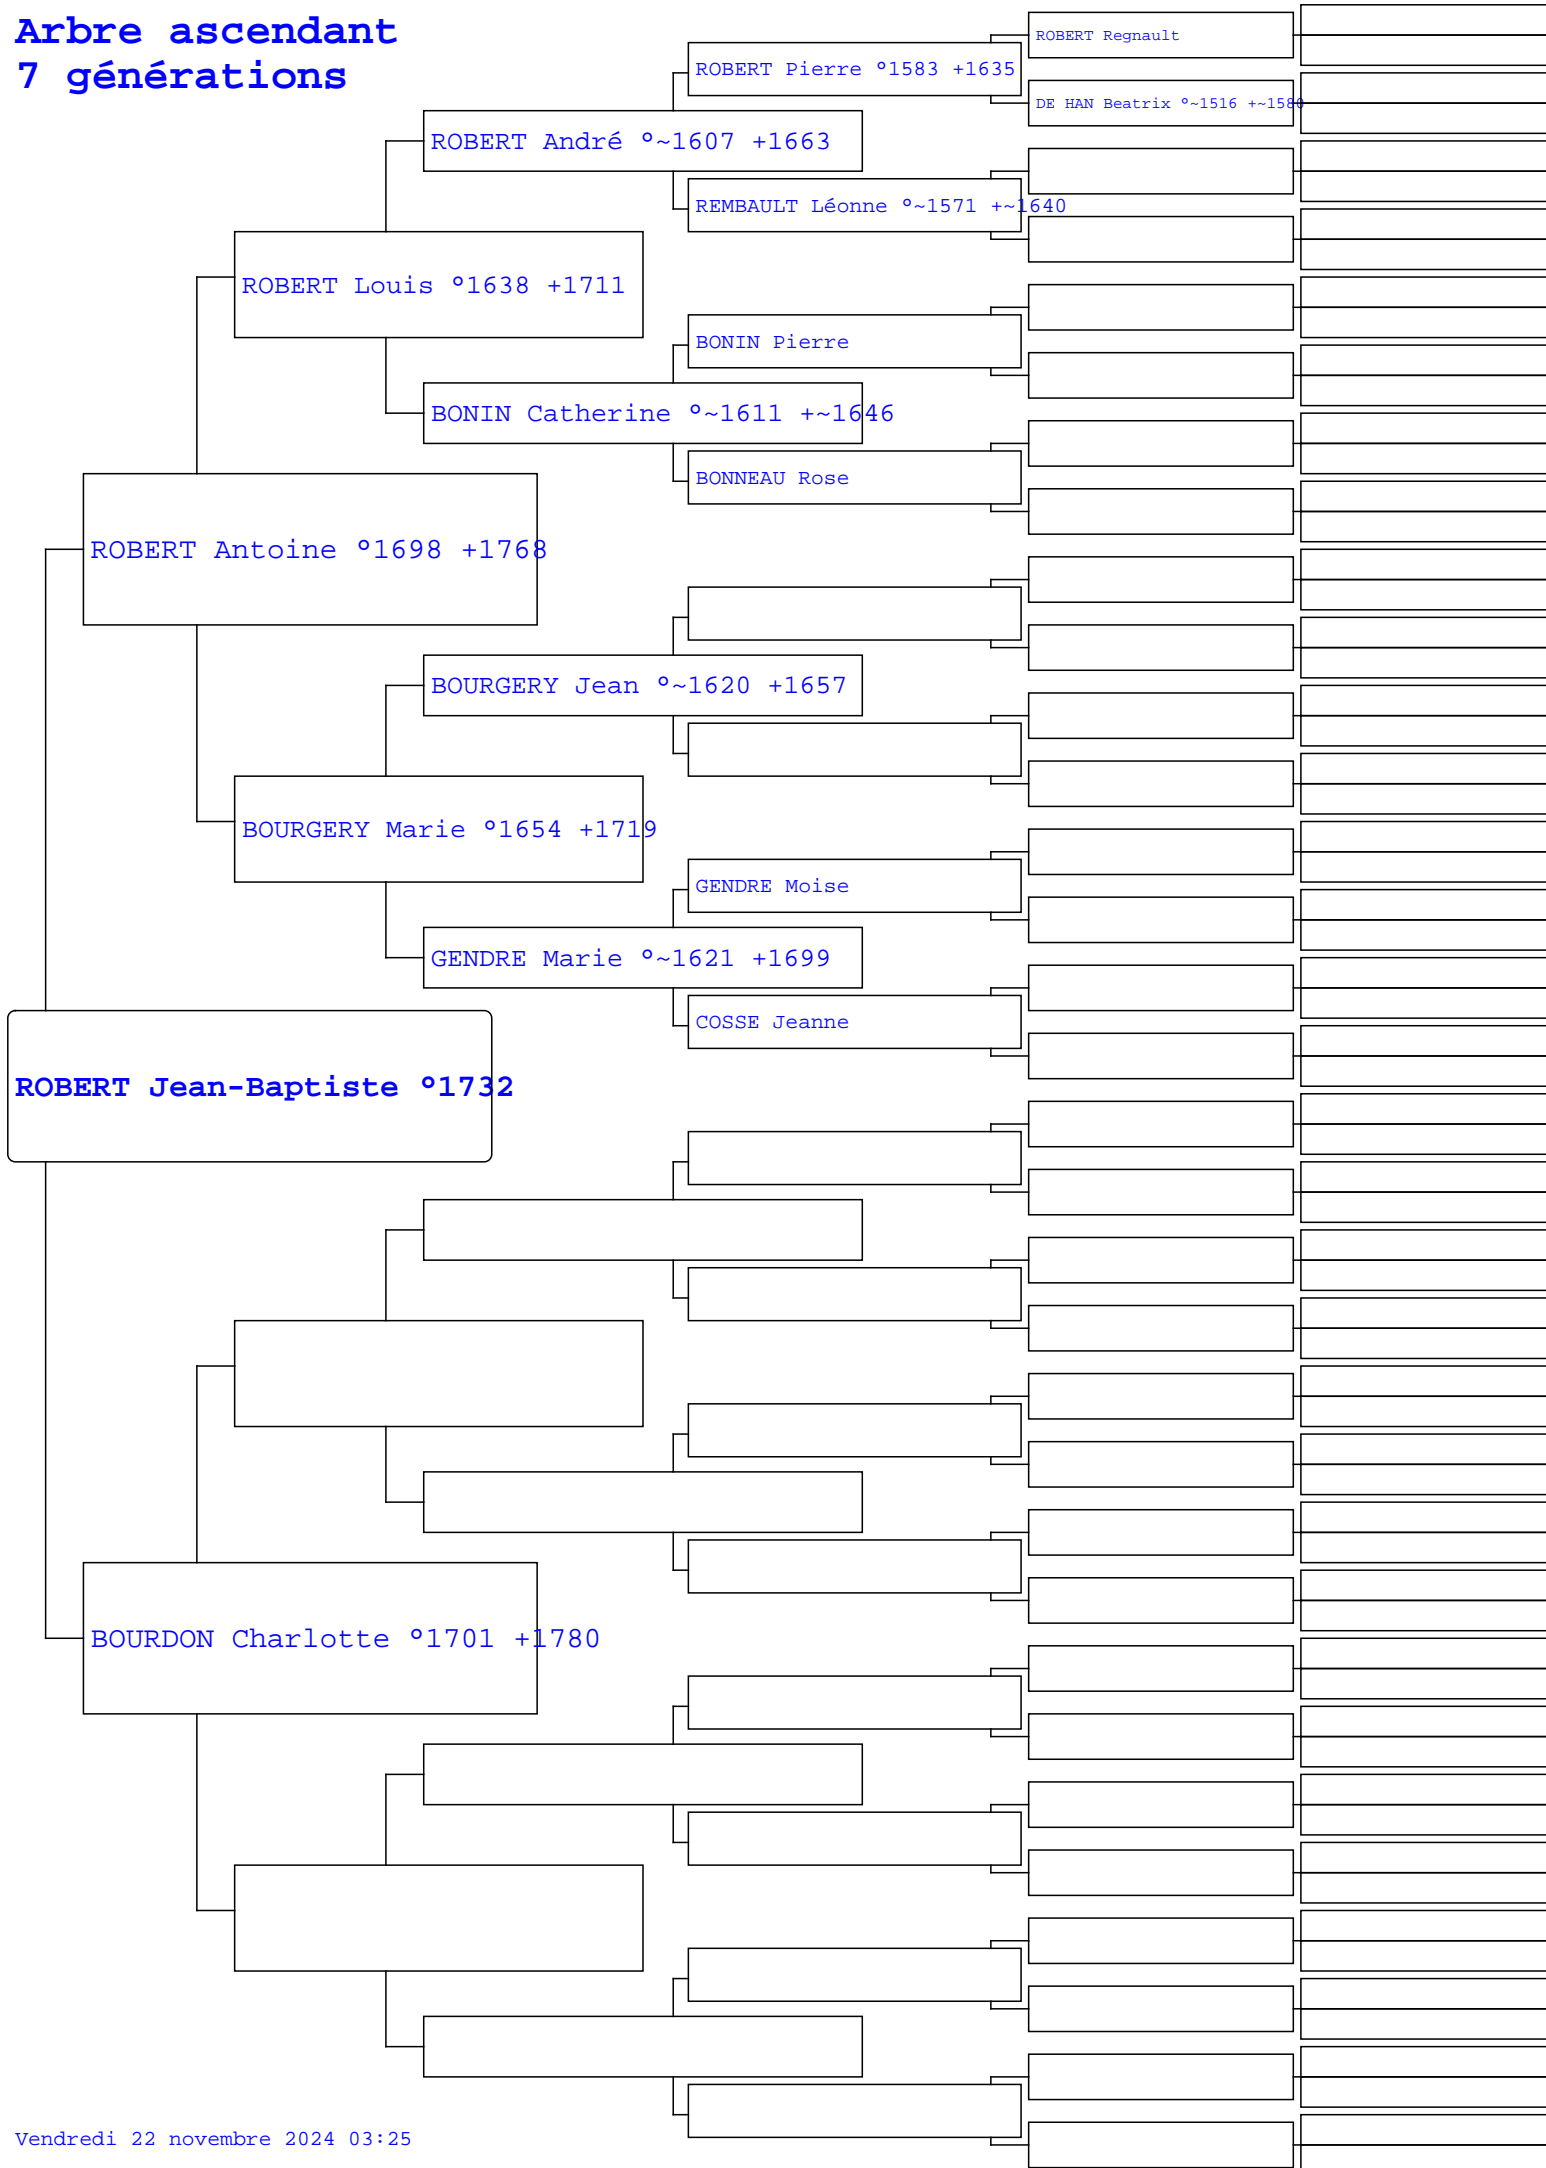 Arbre ascendant
7 générations
ROBERT Regnault
ROBERT Pierre °1583 +1635
DE HAN Beatrix °~1516 +~1580
ROBERT André °~1607 +1663
REMBAULT Léonne °~1571 +~1640
ROBERT Louis °1638 +1711
BONIN Pierre
BONIN Catherine °~1611 +~1646
BONNEAU Rose
ROBERT Antoine °1698 +1768
BOURGERY Jean °~1620 +1657
BOURGERY Marie °1654 +1719
GENDRE Moise
GENDRE Marie °~1621 +1699
COSSE Jeanne
ROBERT Jean-Baptiste °1732
BOURDON Charlotte °1701 +1780
Vendredi 22 novembre 2024 03:25